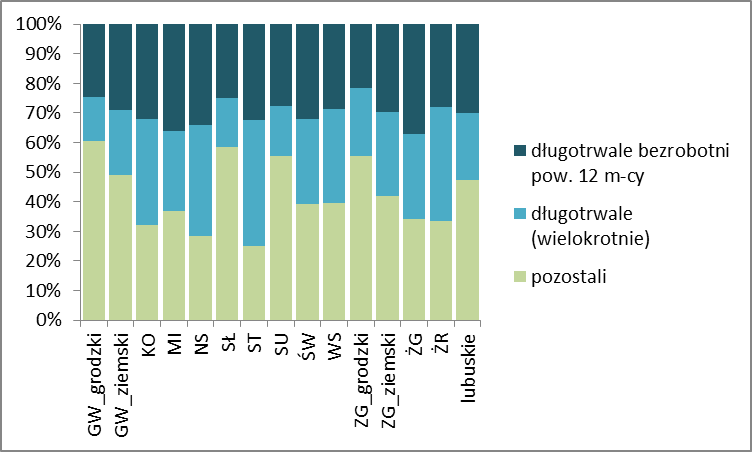 100%
90%
80%
70%
60%
50%
40%
30%
20%
10%
0%
GW_grodzki
GW_ziemski
KO
MI
NS
SŁ
ST
SU
ŚW
WS
ZG_grodzki
ZG_ziemski
ŻG
ŻR
lubuskie
długotrwale bezrobotni
pow. 12 m-cy
długotrwale
(wielokrotnie)
pozostali